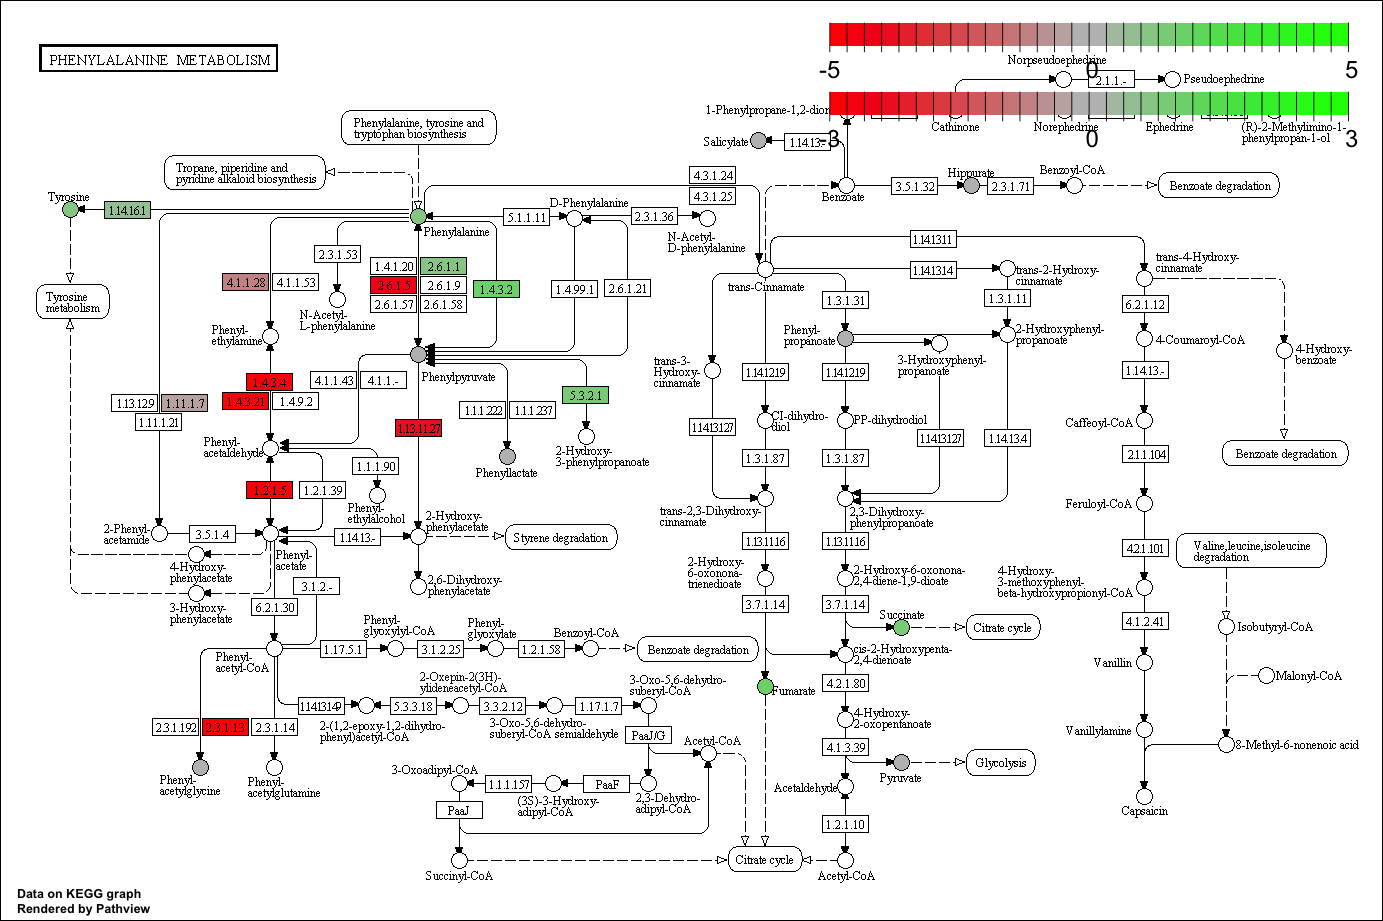 PHENYLALANINE METABOLISM
-5
0
5
-3
0
3
Norpseudoephedrine
2.1.1.-
Pseudoephedrine
1-Phenylpropane-1,2-dion
Cathinone
Norephedrine
Ephedrine
(R)-2-Methylimino-1-
phenylpropan-1-ol
Phenylalanine, tyrosine and
tryptophan biosynthesis
Salicylate
1.14.13.-
Tropane, piperidine and
pyridine alkaloid biosynthesis
4.3.1.24
4.3.1.25
Benzoate
3.5.1.32
Hippurate
2.3.1.71
Benzoyl-CoA
Benzoate degradation
Tyrosine
1.14.16.1
Phenylalanine
5.1.1.11
D-Phenylalanine
2.3.1.36
N-Acetyl-
D-phenylalanine
1.14.1311
trans-4-Hydroxy-
cinnamate
2.3.1.53
1.4.1.20
2.6.1.1
4.1.1.28
4.1.1.53
2.6.1.5
2.6.1.9
1.4.3.2
1.4.99.1
2.6.1.21
2.6.1.57
2.6.1.58
trans-Cinnamate
1.14.1314
trans-2-Hydroxy-
cinnamate
1.3.1.31
1.3.1.11
6.2.1.12
Tyrosine
metabolism
N-Acetyl-
L-phenylalanine
Phenyl-
ethylamine
Phenyl-
propanoate
2-Hydroxyphenyl-
propanoate
4-Coumaroyl-CoA
4-Hydroxy-
benzoate
3-Hydroxyphenyl-
propanoate
trans-3-
Hydroxy-
cinnamate
1.14.1219
1.14.1219
1.14.13.-
Phenylpyruvate
1.4.3.4
4.1.1.43
4.1.1.-
1.13.129
1.11.1.7
1.4.3.21
1.4.9.2
1.11.1.21
5.3.2.1
1.1.1.222
1.1.1.237
1.13.11.27
CI-dihydro-
diol
PP-dihydrodiol
Caffeoyl-CoA
11413127
11413127
1.14.13.4
2-Hydroxy-
3-phenylpropanoate
Phenyl-
acetaldehyde
1.1.1.90
Phenyllactate
1.3.1.87
1.3.1.87
2.1.1.104
Benzoate degradation
1.2.1.5
1.2.1.39
Phenyl-
ethylalcohol
trans-2,3-Dihydroxy-
cinnamate
2,3-Dihydroxy-
phenylpropanoate
Feruloyl-CoA
2-Phenyl-
acetamide
3.5.1.4
Phenyl-
acetate
1.14.13.-
2-Hydroxy-
phenylacetate
Styrene degradation
1.13.1116
1.13.1116
4.2.1.101
Valine,leucine,isoleucine
degradation
4-Hydroxy-
phenylacetate
3-Hydroxy-
phenylacetate
3.1.2.-
6.2.1.30
2,6-Dihydroxy-
phenylacetate
2-Hydroxy-
6-oxonona-
trienedioate
2-Hydroxy-6-oxonona-
2,4-diene-1,9-dioate
4-Hydroxy-
3-methoxyphenyl-
beta-hydroxypropionyl-CoA
3.7.1.14
3.7.1.14
Succinate
Citrate cycle
4.1.2.41
Isobutyryl-CoA
Phenyl-
acetyl-CoA
1.17.5.1
Phenyl-
glyoxylyl-CoA
3.1.2.25
Phenyl-
glyoxylate
1.2.1.58
Benzoyl-CoA
Benzoate degradation
cis-2-Hydroxypenta-
2,4-dienoate
Vanillin
Malonyl-CoA
Fumarate
4.2.1.80
2-Oxepin-2(3H)-
ylideneacetyl-CoA
3-Oxo-5,6-dehydro-
suberyl-CoA
11413149
5.3.3.18
3.3.2.12
1.17.1.7
2-(1,2-epoxy-1,2-dihydro-
phenyl)acetyl-CoA
3-Oxo-5,6-dehydro-
suberyl-CoA semialdehyde
4-Hydroxy-
2-oxopentanoate
2.3.1.192
2.3.1.13
2.3.1.14
PaaJ/G
Acetyl-CoA
4.1.3.39
Vanillylamine
8-Methyl-6-nonenoic acid
Pyruvate
Glycolysis
Phenyl-
acetylglycine
Phenyl-
acetylglutamine
3-Oxoadipyl-CoA
1.1.1.157
PaaF
(3S)-3-Hydroxy-
adipyl-CoA
2,3-Dehydro-
adipyl-CoA
Acetaldehyde
PaaJ
Capsaicin
1.2.1.10
Succinyl-CoA
Citrate cycle
Acetyl-CoA
Data on KEGG graph
Rendered by Pathview